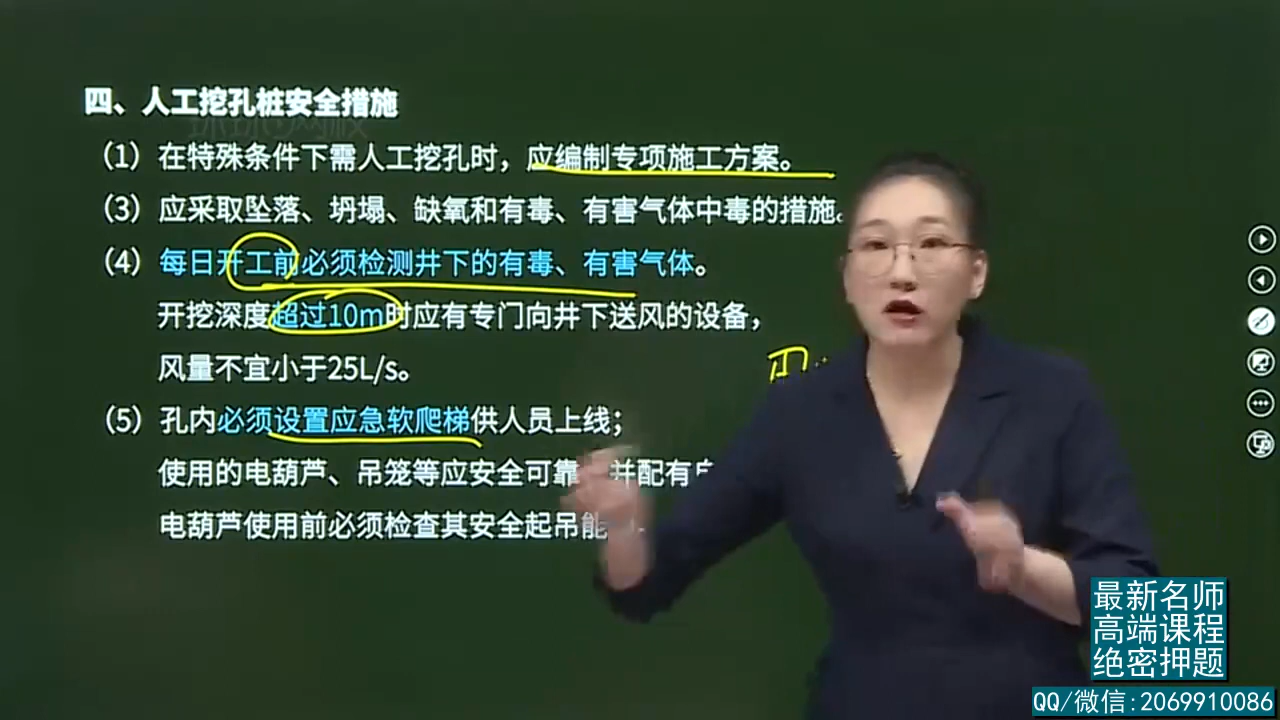 四、人工挖孔桩安全措施
（1）在特殊条件下需人工挖孔时，应编制专项施工方案。
（3）应采取坠落、坍塌、缺氧和有毒、有害气体中毒的措施。
（4）每日开工前必须检测井下的有毒、有害气体。
开挖深度超过10m时应有专门向井下送风的设备，
风量不宜小于25L/s。
（5）孔内必须设置应急软爬梯供人员上线；
使用的电葫芦、吊笼等应安全可靠 并配有
电葫芦使用前必须检查其安全起吊能
最新名师
高端课程
绝密押题
QQ/微信:2069910086